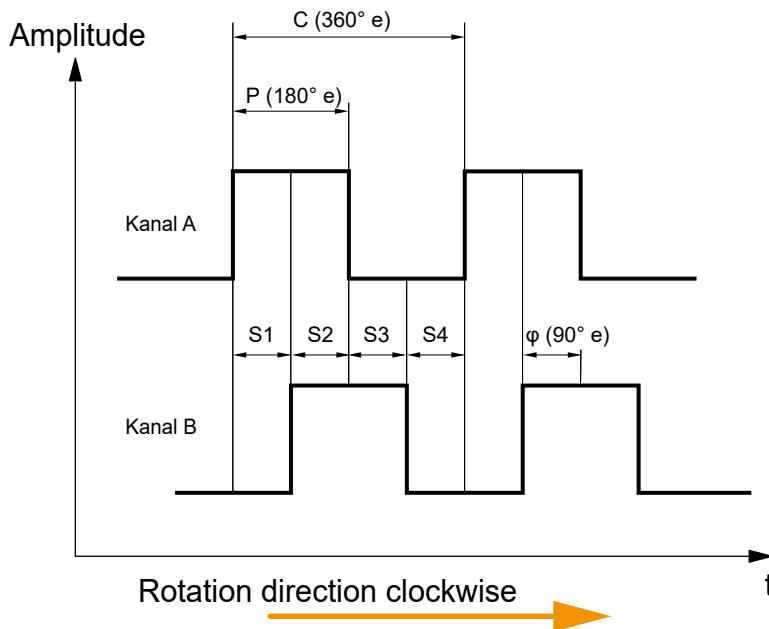 C (360° e)
Amplitude
P (180° e)
Kanal A
S1 S2 S3 S4 φ (90° e)
Kanal B
t
Rotation direction clockwise